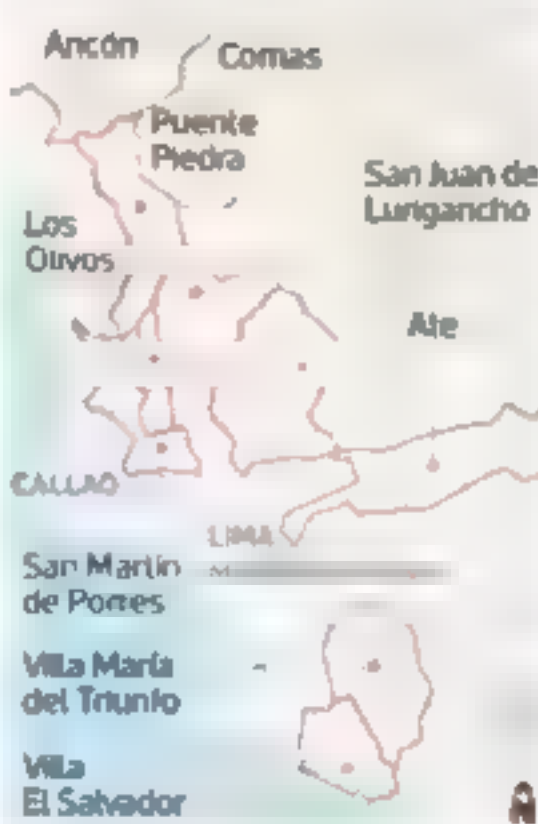 Ancón
Comas
Puente
Piedra
San Juan de
Lurigancho
Los
Olivos
Ate
CALLAO
LIMA
San Martín
de Porres
Villa María
del Triunfo
Villa
El Salvador